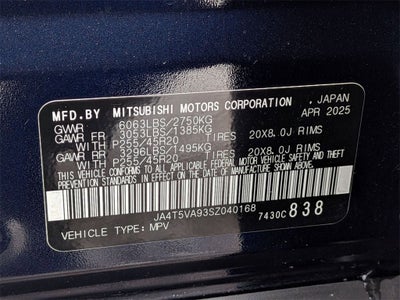 MFD.BY MITSUBISHI MOTORS CORPORATION , JAPAN
APR 2025
GVWR 6063LBS/2750KG
GAWR FR 3053LBS/1385KG
WITH P255/45R20 TIRES 20X8.0J RIMS
GAWR RR 3296LBS/1495KG
WITH P255/45R20 TIRES 20X8.0J RIMS
THIS VEHICLE CONFORMS TO ALL APPLICABLE FEDERAL
MOTOR VEHICLE SAFETY
STANDARDS IN EFFECT ON THE DATE OF MANUFACTURE SHOWN ABOVE.
JA4T5VA93SZ040168
VEHICLE TYPE: MPV 7430C 838